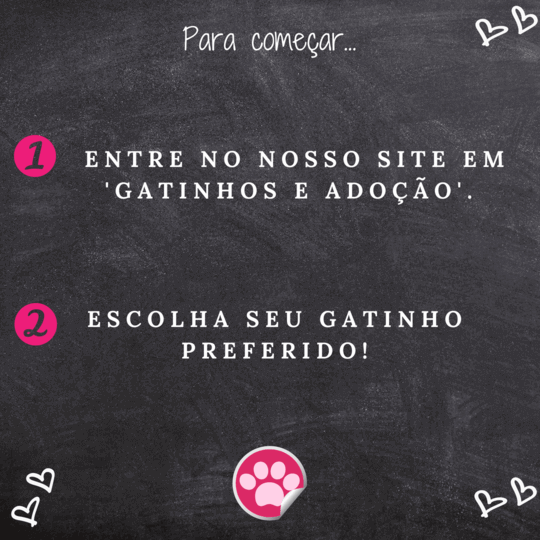 Para começar...
1
ENTRE NO NOSSO SITE EM
'GATINHOS E ADOÇÃO'.
2
ESCOLHA SEU GATINHO
PREFERIDO!